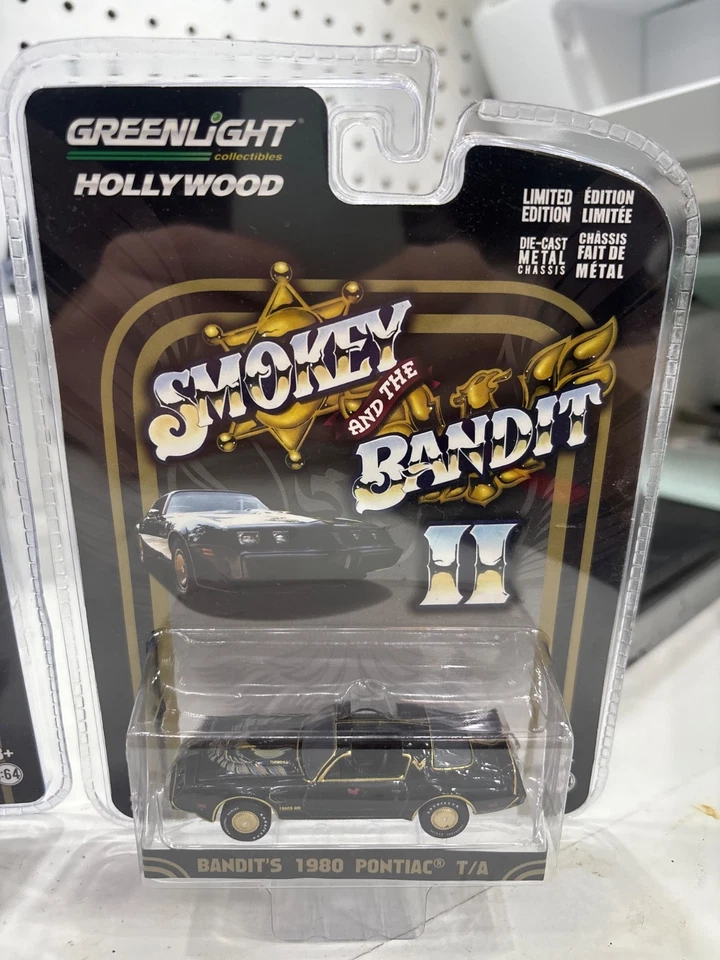 GREENLiGHT®
collectibles
HOLLYWOOD
LIMITED EDITION
ÉDITION LIMITÉE
DIE-CAST
METAL
CHASSIS
CHÂSSIS
FAIT DE
MÉTAL
SMOKEY
AND THE
BANDIT
II
:64
BANDIT'S 1980 PONTIAC® T/A